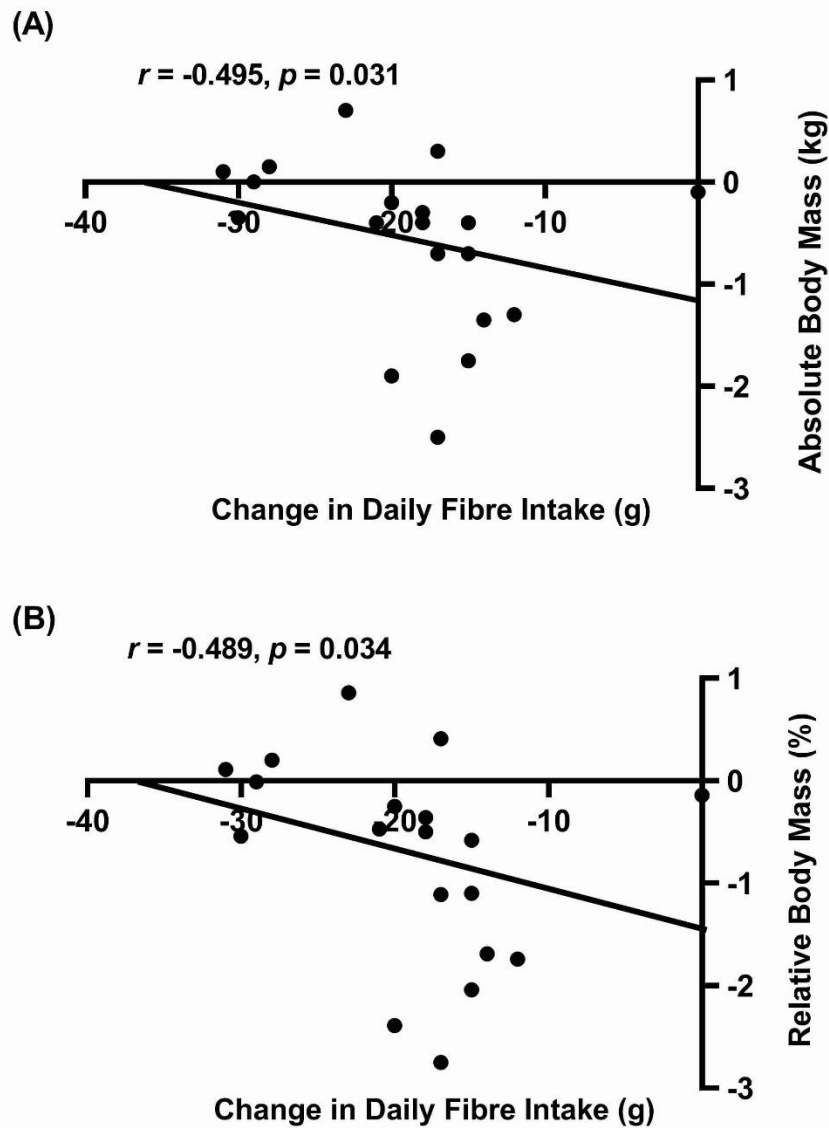 (A)
r = -0.495, p = 0.031
1
0
-40
-30
-20
-10
-1
-2
-3
Absolute Body Mass (kg)
Change in Daily Fibre Intake (g)
(B)
r = -0.489, p = 0.034
1
0
-40
-30
-20
-10
-1
-2
-3
Relative Body Mass (%)
Change in Daily Fibre Intake (g)